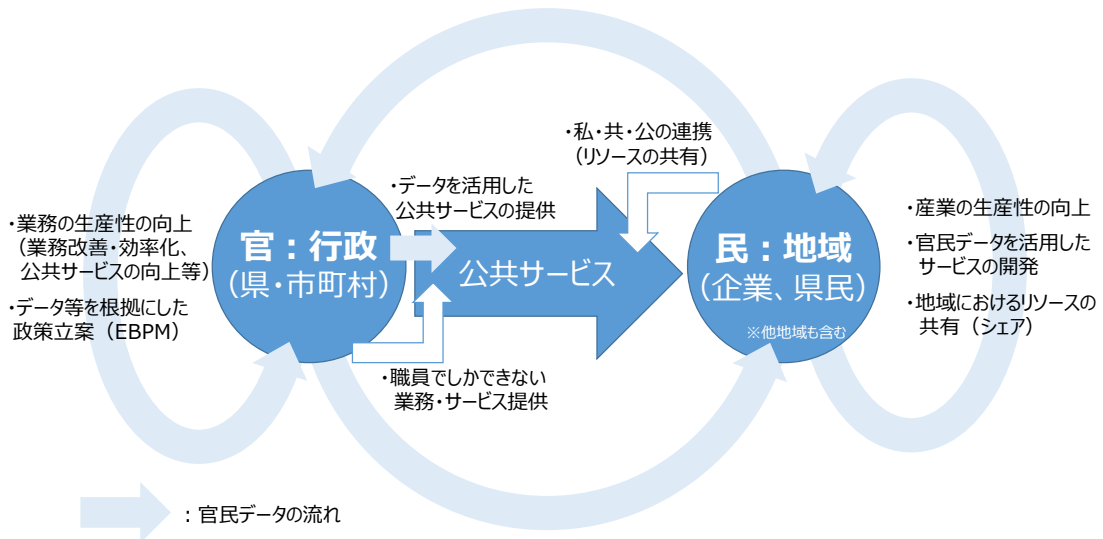 ・私・共・公の連携
（リソースの共有）
・データを活用した
公共サービスの提供
・業務の生産性の向上
（業務改善・効率化、
公共サービスの向上等）
・データ等を根拠にした
政策立案（EBPM）
官：行政
（県・市町村）
公共サービス
民：地域
（企業、県民）
※他地域も含む
・産業の生産性の向上
・官民データを活用した
サービスの開発
・地域におけるリソースの
共有（シェア）
・職員でしかできない
業務・サービス提供
：官民データの流れ